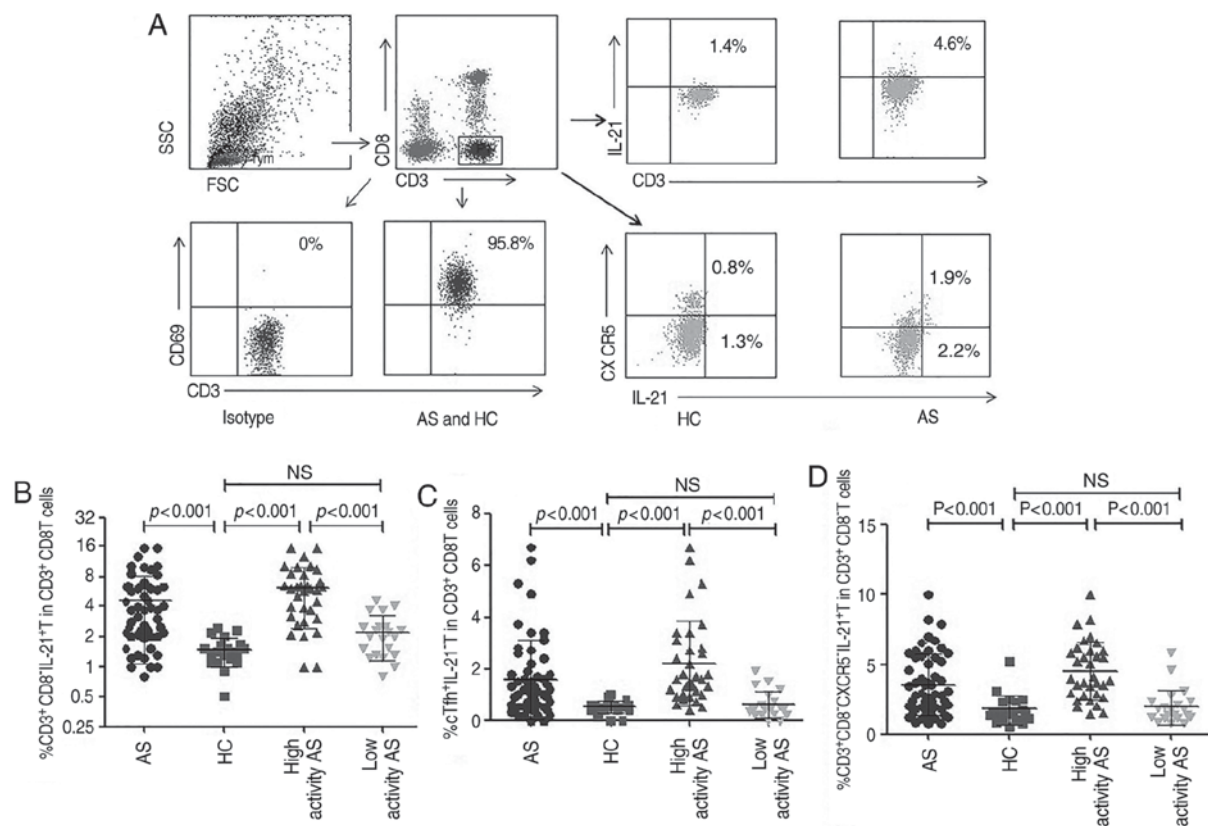 A
SSC
FSC
CD8
CD3
IL-21
1.4%
4.6%
CD3
CD69
0%
95.8%
CD3
Isotype
AS and HC
CX CR5
0.8%
1.3%
1.9%
2.2%
IL-21
HC
AS
B
%CD3+CD8-IL-21+T in CD3+ CD8T cells
NS
p<0.001
p<0.001
p<0.001
32
16
8
4
2
1
0.5
0.25
AS
HC
High
activity AS
Low
activity AS
C
%cTfh+IL-21-T in CD3+ CD8T cells
NS
p<0.001
p<0.001
p<0.001
8
6
4
2
0
AS
HC
High
activity AS
Low
activity AS
D
%CD3+CD8-CXCR5-IL-21+T in CD3+ CD8-T cells
NS
P<0.001
P<0.001
P<0.001
15
10
5
0
AS
HC
High
activity AS
Low
activity AS